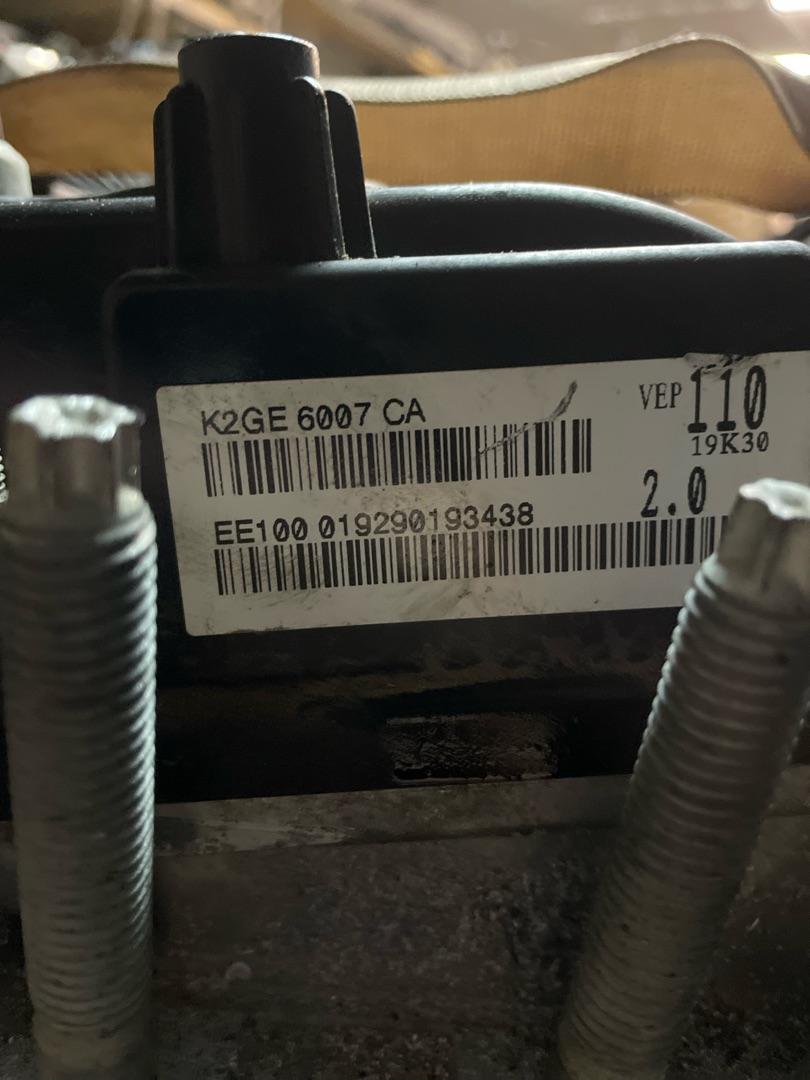 K2GE 6007 CA
VEP 110
19K30
EE100 019290193438
2.0